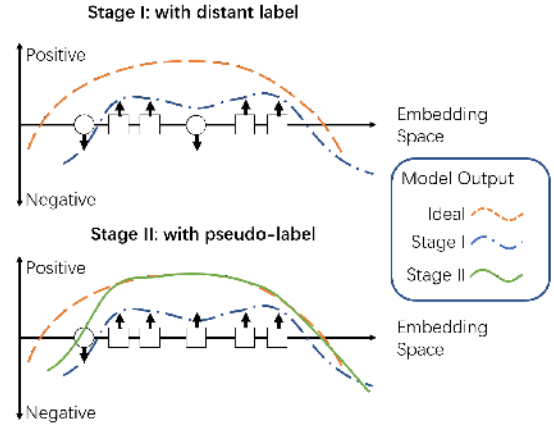 Stage I: with distant label
Positive
Embedding
Space
Negative
Model Output
Ideal
Stage I
Stage II
Stage II: with pseudo-label
Positive
Embedding
Space
Negative